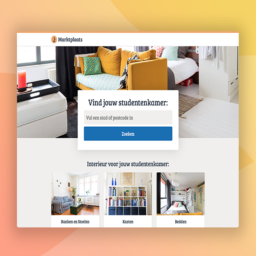 Marktplaats
Vind jouw studentenkamer:
Vul een stad of postcode in
Zoeken
Interieur voor jouw studentenkamer:
Banken en Stoelen
Kasten
Bedden